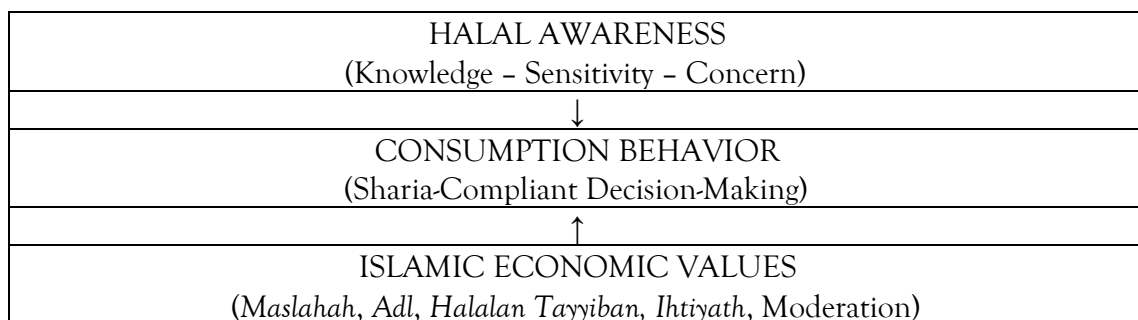 HALAL AWARENESS
(Knowledge – Sensitivity – Concern)
↓
CONSUMPTION BEHAVIOR
(Sharia-Compliant Decision-Making)
↑
ISLAMIC ECONOMIC VALUES
(Maslahah, Adl, Halalan Tayyiban, Ihtiyath, Moderation)